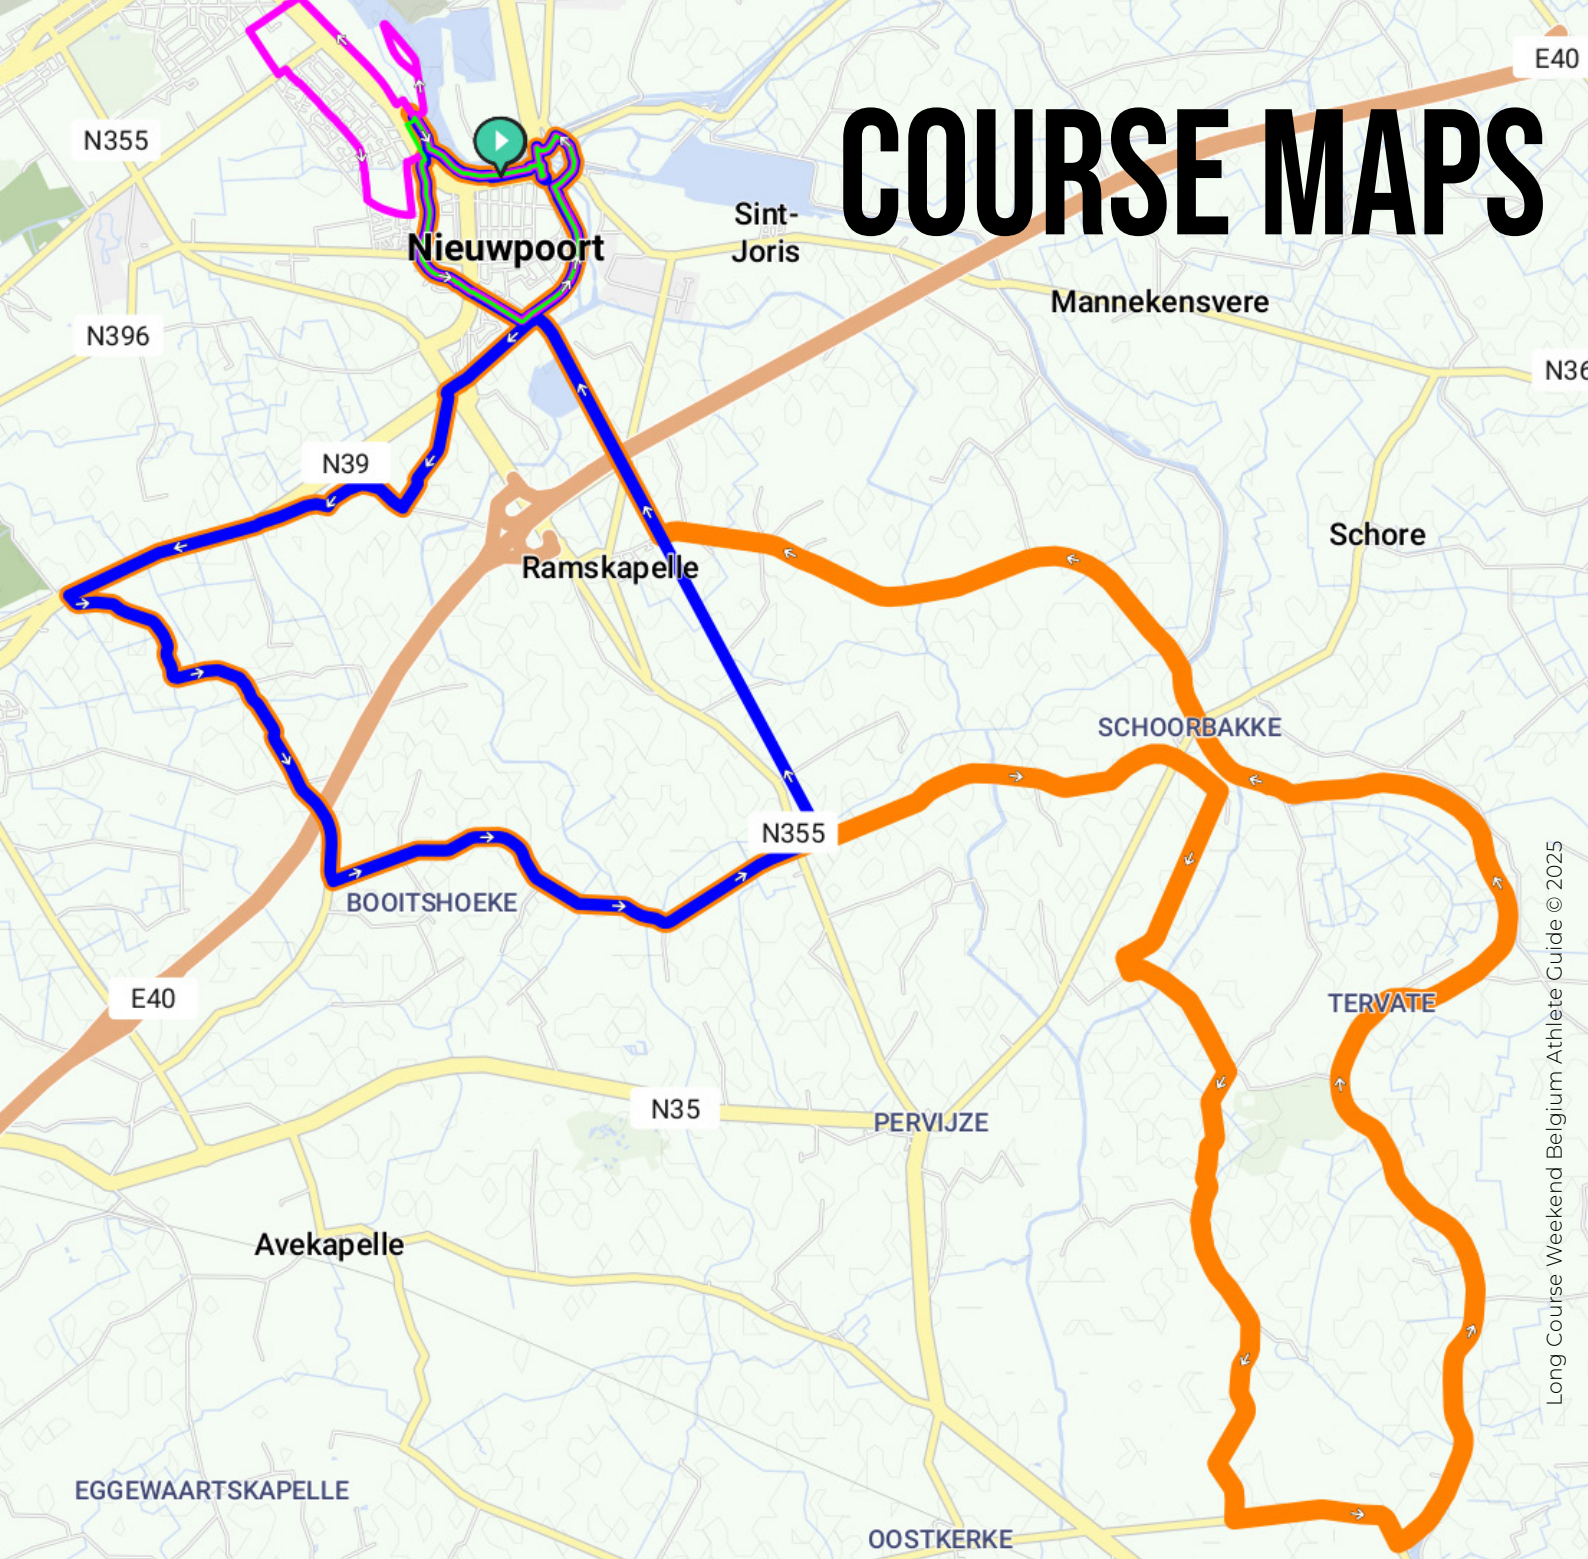 E40
COURSE MAPS
N355
Sint-
Joris
Nieuwpoort
Mannekensvere
N396
N36
N39
Schore
Ramskapelle
SCHOORBAKKE
N355
BOOITSHOEKE
E40
TERVATE
N35
PERVIJZE
Avekapelle
EGGEWAARTSKAPELLE
OOSTKERKE
Long Course Weekend Belgium Athlete Guide © 2025